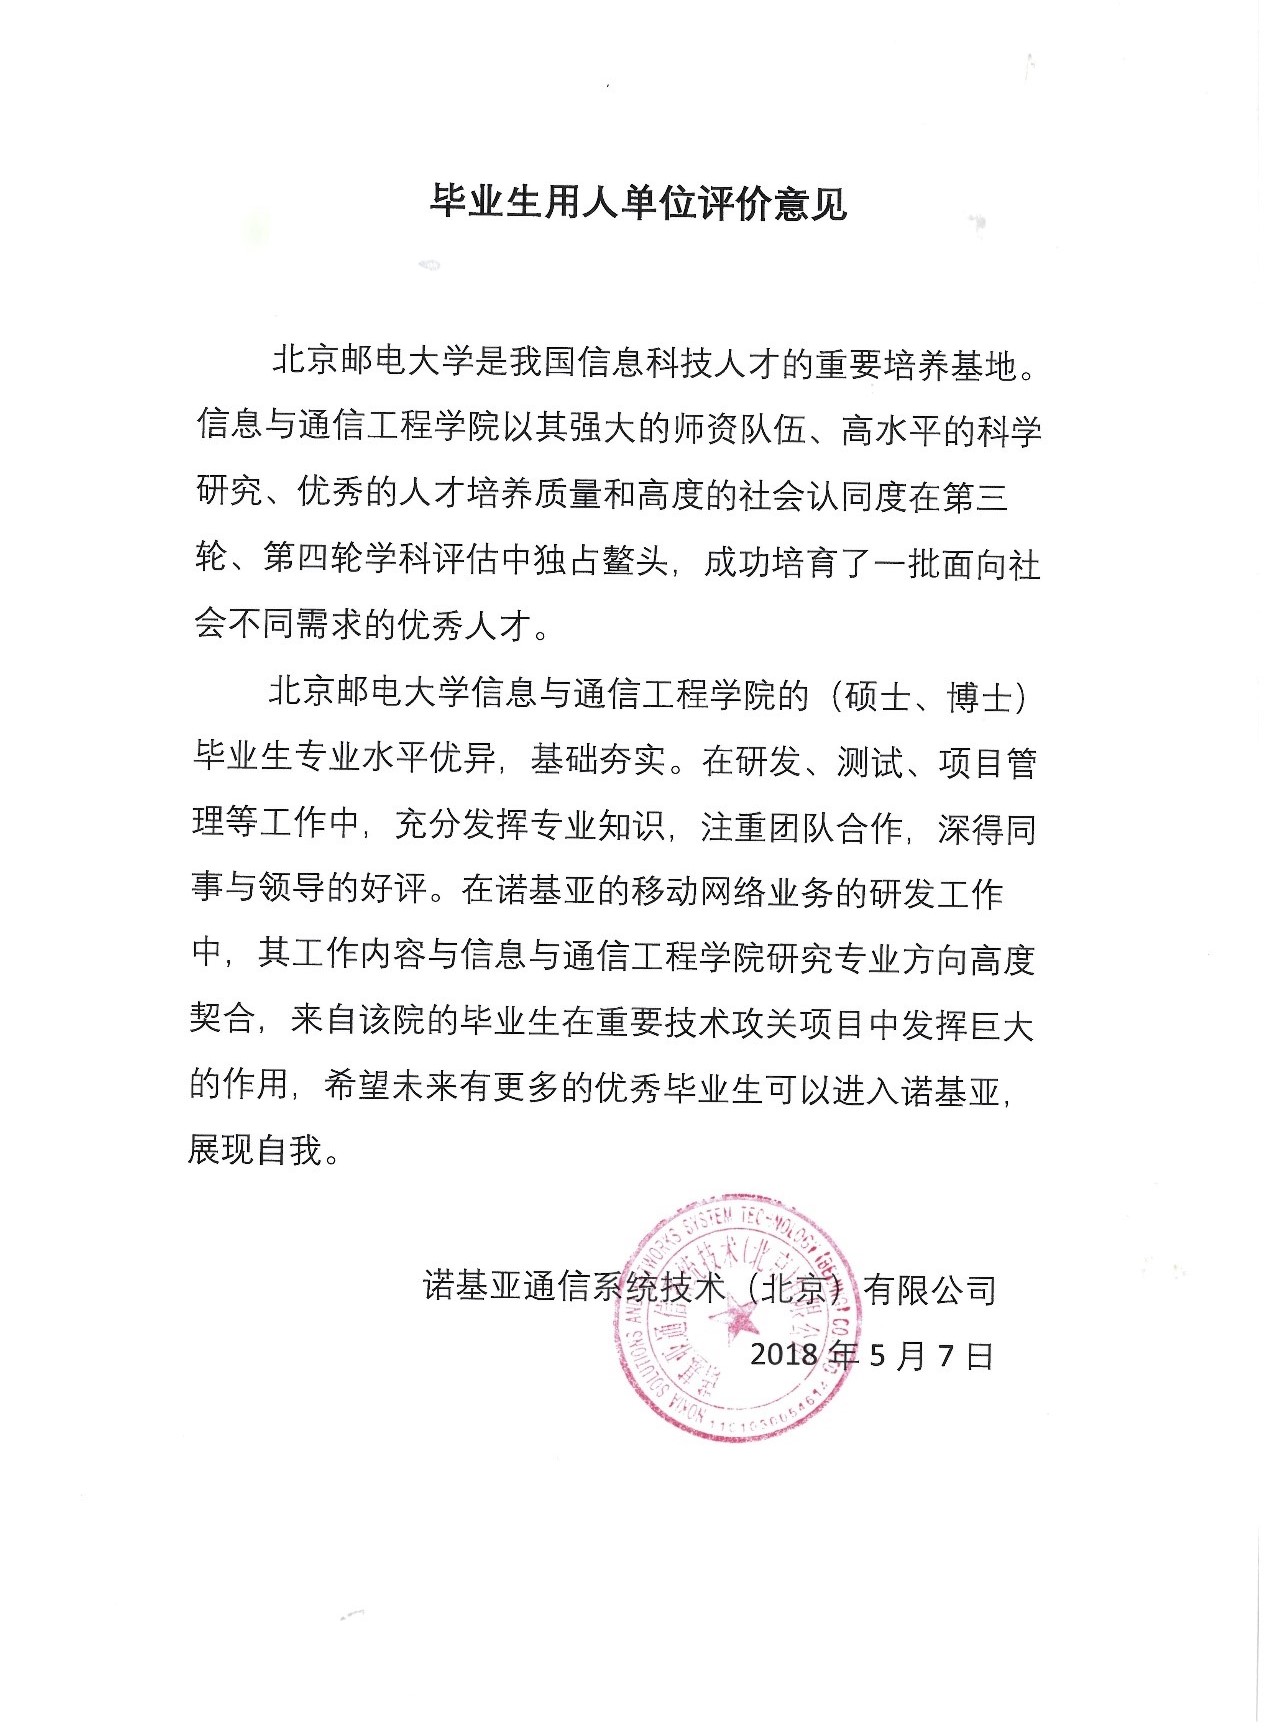 毕业生用人单位评价意见
北京邮电大学是我国信息科技人才的重要培养基地。
信息与通信工程学院以其强大的师资队伍、高水平的科学
研究、优秀的人才培养质量和高度的社会认同度在第三
轮、第四轮学科评估中独占鳌头，成功培育了一批面向社
会不同需求的优秀人才。
北京邮电大学信息与通信工程学院的（硕士、博士）
毕业生专业水平优异，基础夯实。在研发、测试、项目管
理等工作中，充分发挥专业知识，注重团队合作，深得同
事与领导的好评。在诺基亚的移动网络业务的研发工作
中，其工作内容与信息与通信工程学院研究专业方向高度
契合，来自该院的毕业生在重要技术攻关项目中发挥巨大
的作用，希望未来有更多的优秀毕业生可以进入诺基亚，
展现自我。
诺基亚通信系统技术（北京）有限公司
2018 年 5 月 7 日
NOKIA SOLUTIONS AND NETWORKS SYSTEM TECHNOLOGY (BEIJING) CO., LTD
诺基亚通信系统技术(北京)有限公司